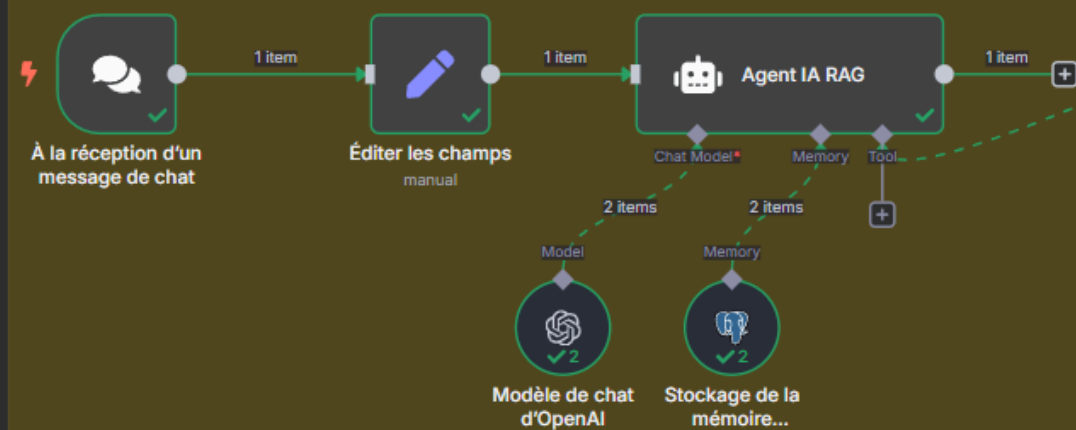 1 item
1 item
1 item
Agent IA RAG
À la réception d'un
message de chat
Éditer les champs
manual
Chat Model*
Memory
Tool
2 items
2 items
Model
Memory
2
2
Modèle de chat
d'OpenAI
Stockage de la
mémoire...